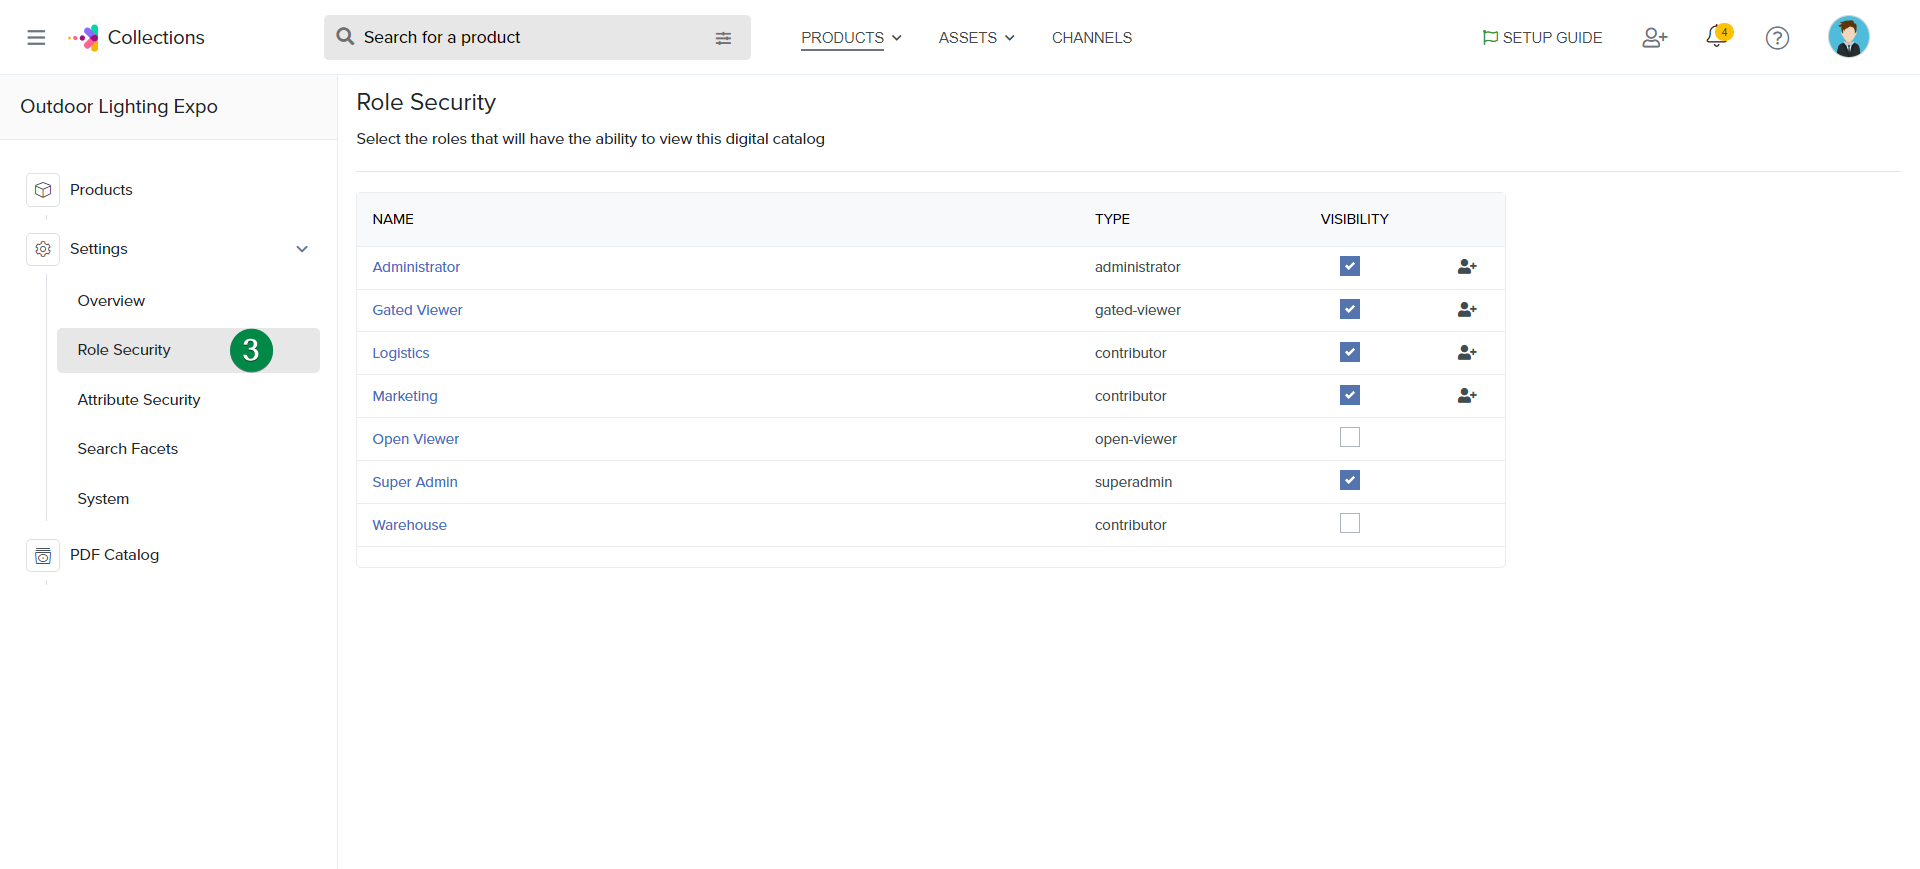 Collections
Search for a product
PRODUCTS
ASSETS
CHANNELS
SETUP GUIDE
4
?
Outdoor Lighting Expo
Products
Settings
Overview
Role Security
3
Attribute Security
Search Facets
System
PDF Catalog
Role Security
Select the roles that will have the ability to view this digital catalog
NAME TYPE VISIBILITY
Administrator administrator
Gated Viewer gated-viewer
Logistics contributor
Marketing contributor
Open Viewer open-viewer
Super Admin superadmin
Warehouse contributor